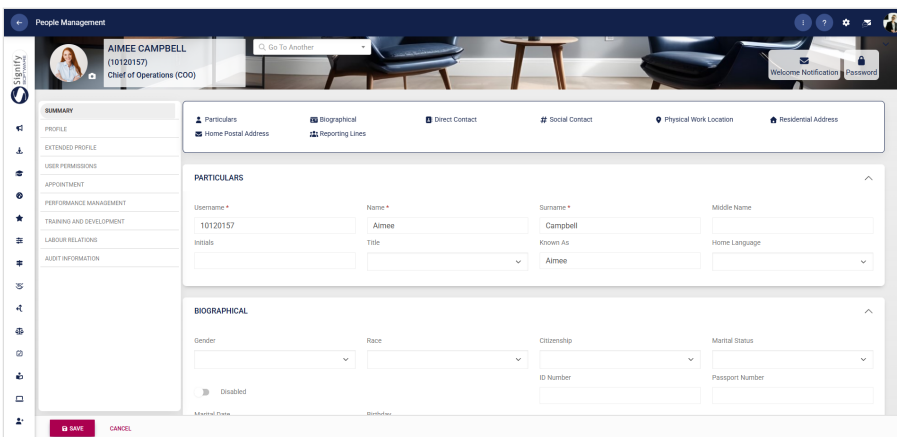 People Management
?
Signify
SOFTWARE
AIMEE CAMPBELL
(10120157)
Chief of Operations (COO)
Go To Another
Welcome Notification
Password
SUMMARY
PROFILE
EXTENDED PROFILE
USER PERMISSIONS
APPOINTMENT
PERFORMANCE MANAGEMENT
TRAINING AND DEVELOPMENT
LABOUR RELATIONS
AUDIT INFORMATION
Particulars Biographical Direct Contact # Social Contact Physical Work Location Residential Address
Home Postal Address Reporting Lines
PARTICULARS
Username * Name * Surname * Middle Name
10120157 Aimee Campbell
Initials Title Known As Home Language
Aimee
BIOGRAPHICAL
Gender Race Citizenship Marital Status
ID Number Passport Number
Disabled
Marital Date Birthday
SAVE CANCEL